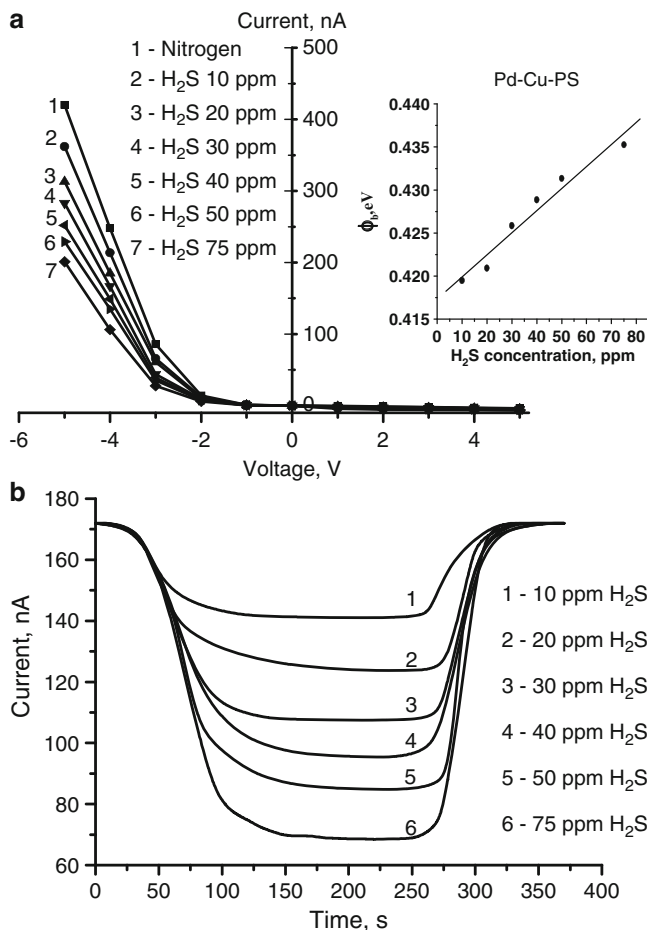 a
Current, nA
500
400
300
200
100
0
1 - Nitrogen
2 - H₂S 10 ppm
3 - H₂S 20 ppm
4 - H₂S 30 ppm
5 - H₂S 40 ppm
6 - H₂S 50 ppm
7 - H₂S 75 ppm
1
2
3
4
5
6
7
-6 -4 -2 0 2 4
Voltage, V
Pd-Cu-PS
0.440
0.435
0.430
0.425
0.420
0.415
ϕb,eV
0 10 20 30 40 50 60 70 80
H₂S concentration, ppm
b
180
160
140
120
100
80
60
Current, nA
1
2
3
4
5
6
1 - 10 ppm H₂S
2 - 20 ppm H₂S
3 - 30 ppm H₂S
4 - 40 ppm H₂S
5 - 50 ppm H₂S
6 - 75 ppm H₂S
0 50 100 150 200 250 300 350 400
Time, s